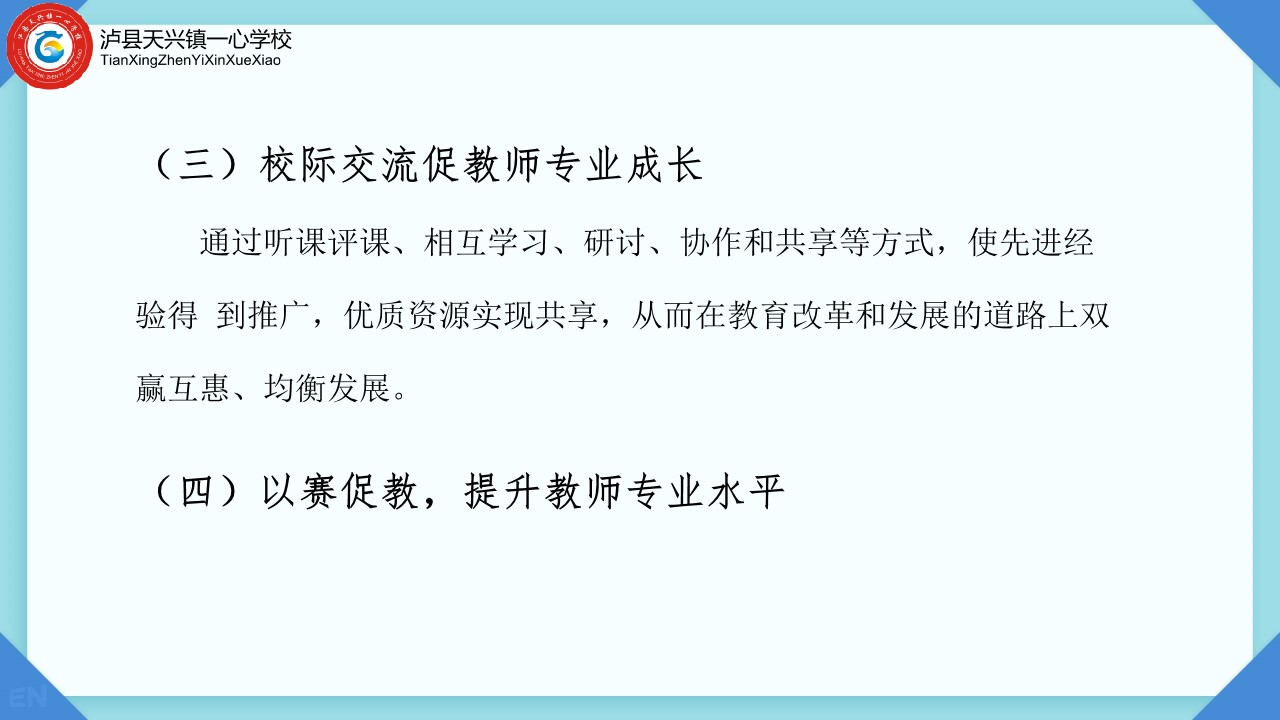 泸县天兴镇一心学校
TianXingZhenYiXinXueXiao
（三）校际交流促教师专业成长
通过听课评课、相互学习、研讨、协作和共享等方式，使先进经
验得 到推广，优质资源实现共享，从而在教育改革和发展的道路上双
赢互惠、均衡发展。
（四）以赛促教，提升教师专业水平
EN